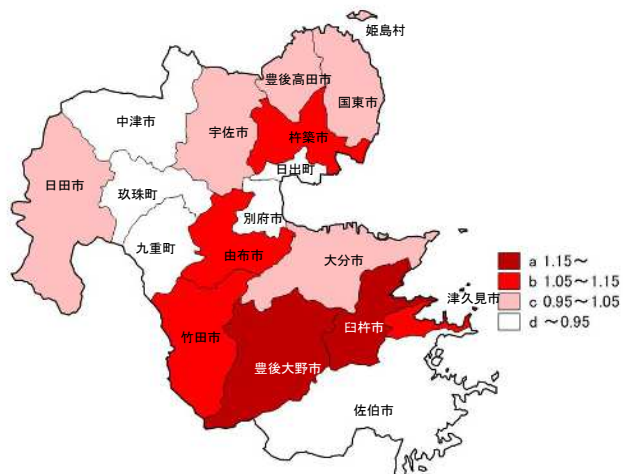 姫島村
豊後高田市
国東市
中津市
宇佐市
杵築市
日出町
日田市
玖珠町
別府市
九重町
由布市
大分市
a 1.15～
b 1.05～1.15
c 0.95～1.05
d ～0.95
津久見市
臼杵市
竹田市
豊後大野市
佐伯市